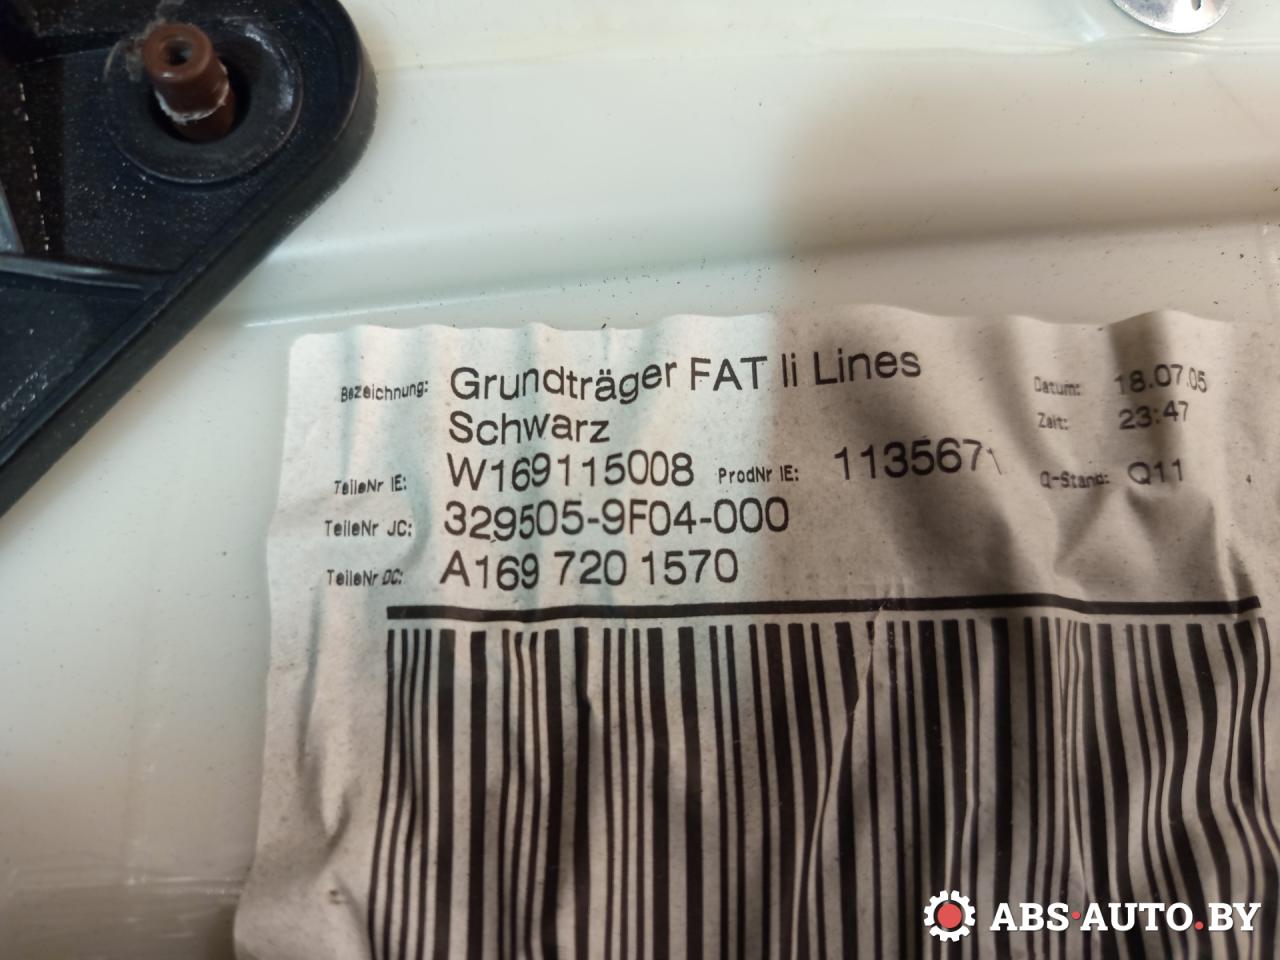 Bezeichnung: Grundträger FAT li Lines
Schwarz
Datum: 18.07.05
Zeit: 23:47
TeileNr IE: W169115008 ProdNr IE: 1135671
Q-Stand: Q11
TeileNr JC: 329505-9F04-000
TeileNr DC: A169 720 1570
ABS-AUTO.BY